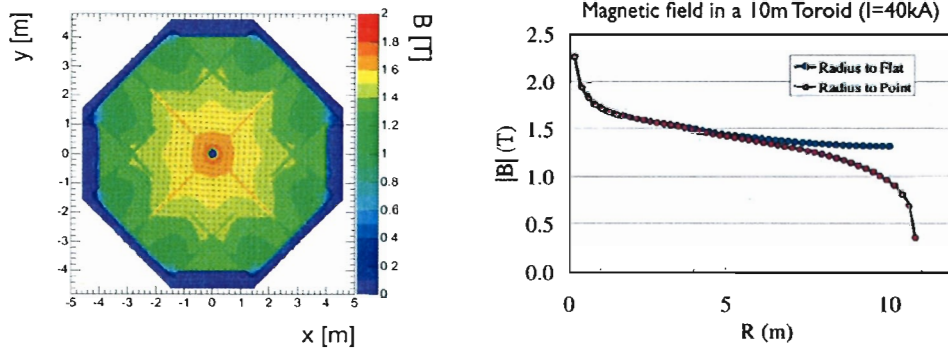 y [m]
4
3
2
1
0
-1
-2
-3
-4
-5 -4 -3 -2 -1 0 1 2 3 4 5
x [m]
B [T]
2
1.8
1.6
1.4
1.2
1
0.8
0.6
0.4
0.2
0
Magnetic field in a 10m Toroid (I=40kA)
|B| (T)
2.5
2.0
1.5
1.0
0.5
0.0
Radius to Flat
Radius to Point
0 5 10
R (m)